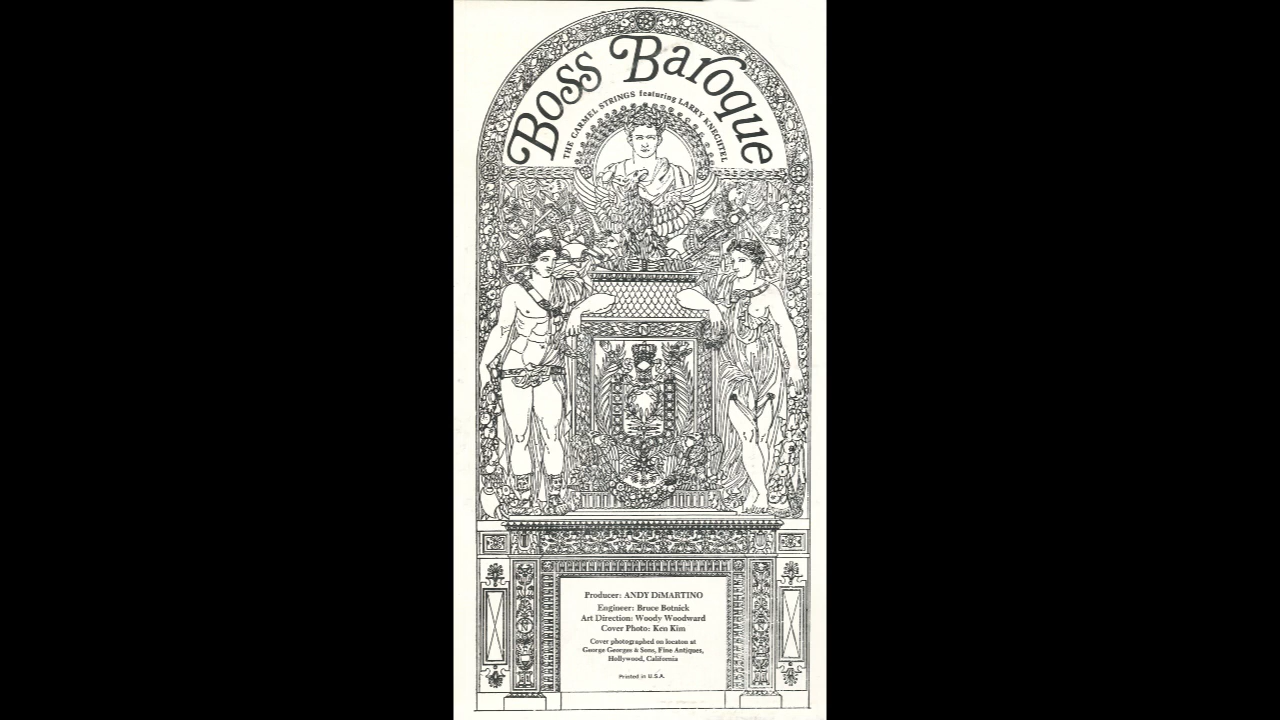 Boss Baroque
THE CARMEL STRINGS featuring LARRY KNECHTEL
N
Producer: ANDY DiMARTINO
Engineer: Bruce Botnick
Art Direction: Woody Woodward
Cover Photo: Ken Kim
Cover photographed on locaton at
George Georges & Sons, Fine Antiques,
Hollywood, California
Printed in U.S.A.